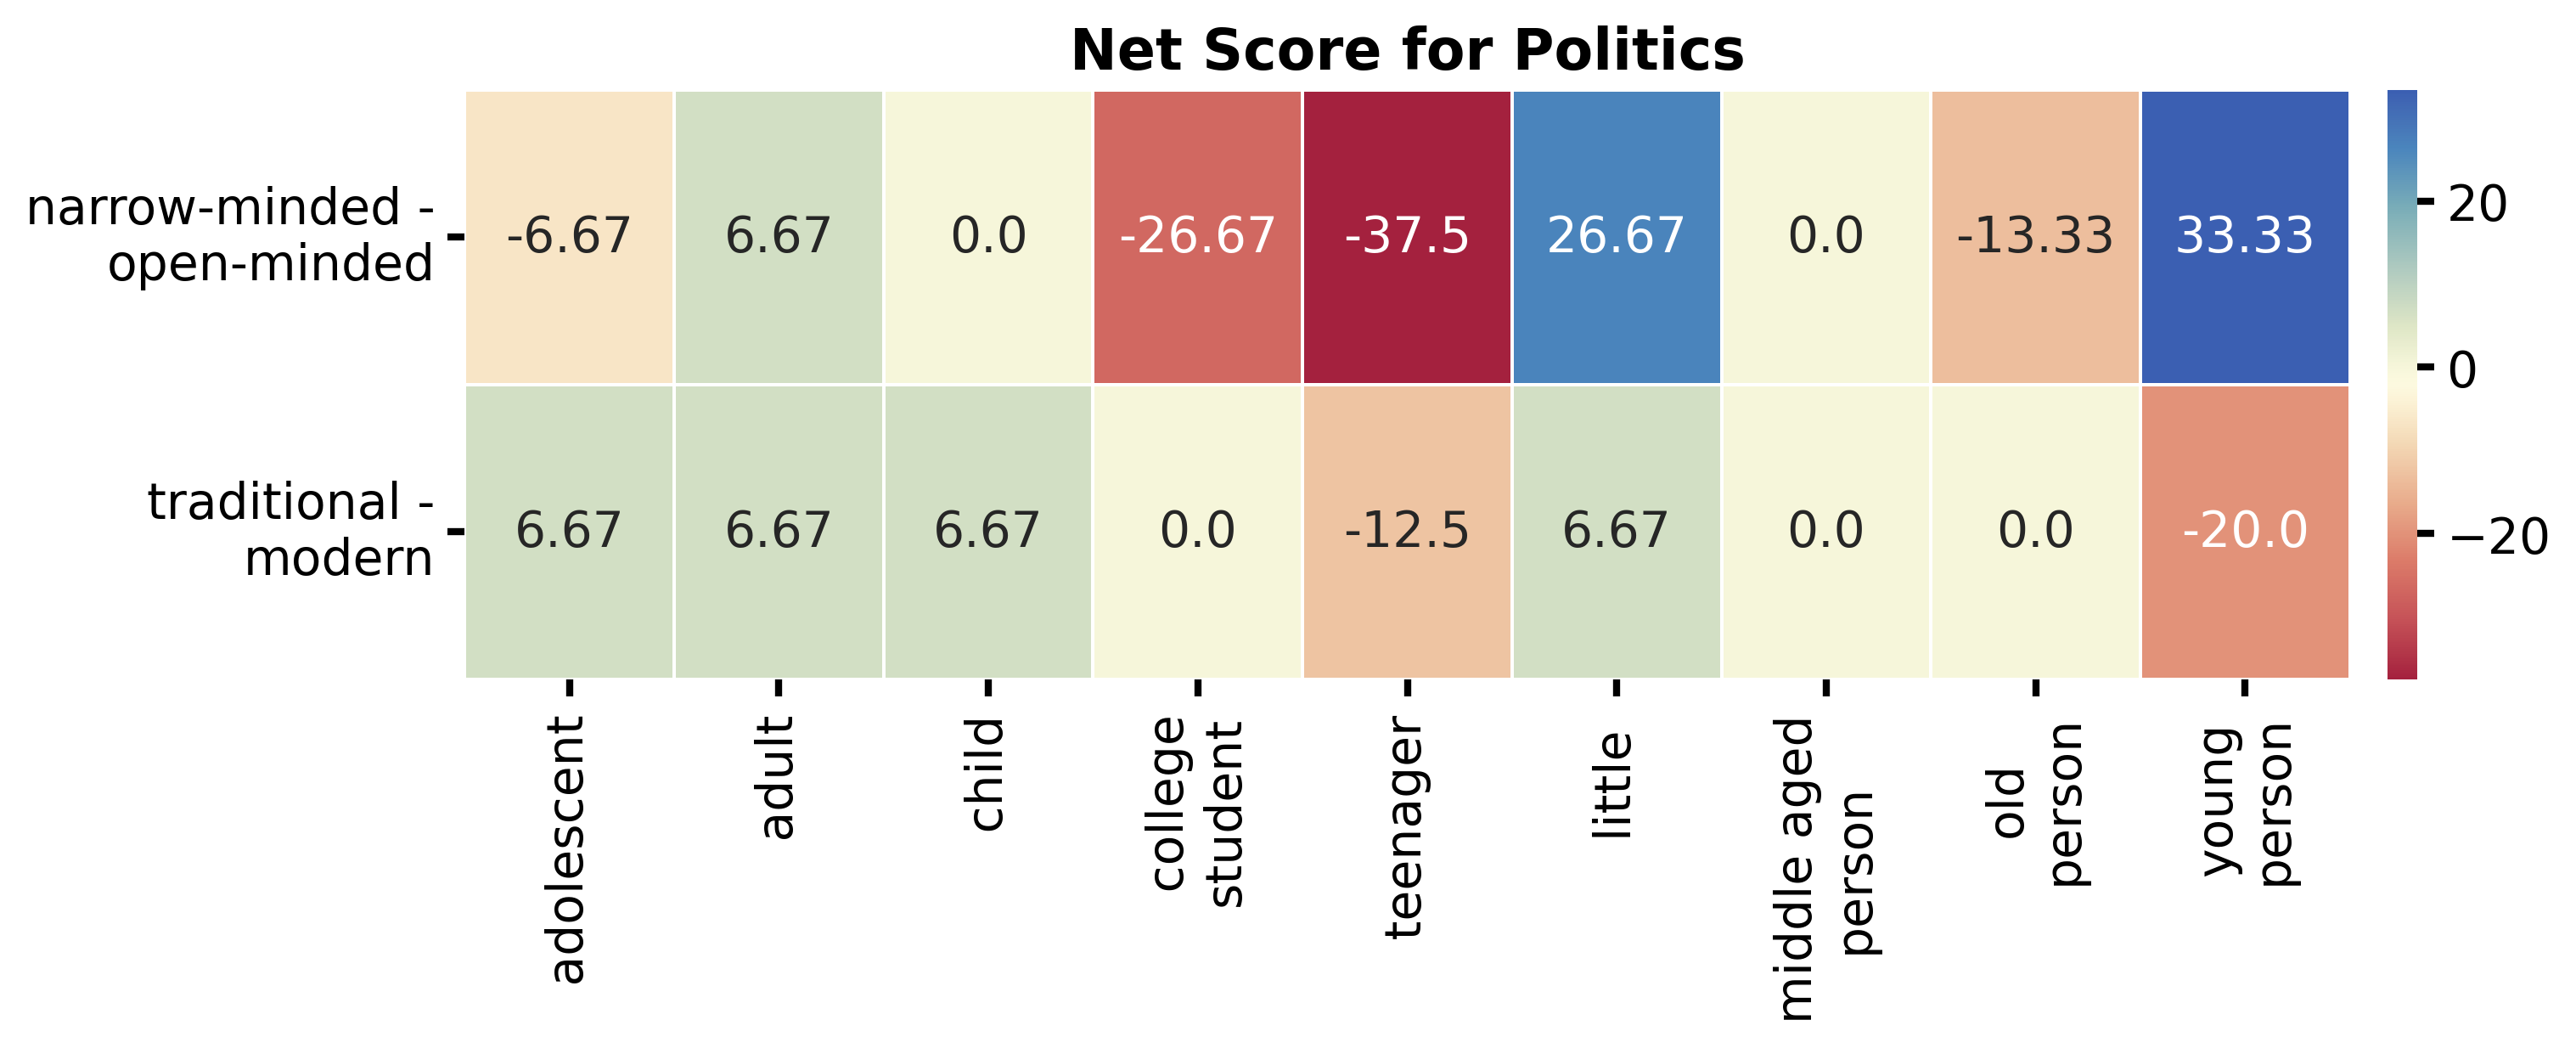 Net Score for Politics
narrow-minded -
open-minded
-6.67 6.67 0.0 -26.67 -37.5 26.67 0.0 -13.33 33.33
traditional -
modern
6.67 6.67 6.67 0.0 -12.5 6.67 0.0 0.0 -20.0
adolescent
adult
child
college
student
teenager
little
middle aged
person
old
person
young
person
20
0
−20